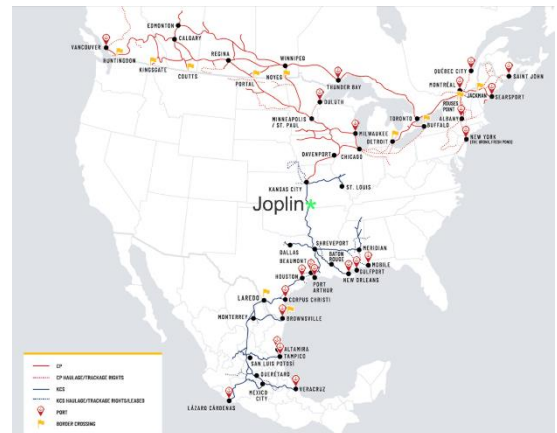 EDMONTON
CALGARY
VANCOUVER
HUNTINGDON
KINGSGATE
COUTTS
REGINA
WINNIPEG
PORTAL
NOYES
THUNDER BAY
DULUTH
MINNEAPOLIS
/ ST. PAUL
QUÉBEC CITY
MONTRÉAL
SAINT JOHN
JACKMAN
SEARSPORT
ROUSES
POINT
TORONTO
BUFFALO
ALBANY
MILWAUKEE
DETROIT
NEW YORK
DAVENPORT
CHICAGO
KANSAS CITY
ST. LOUIS
Joplin*
DALLAS
SHREVEPORT
MERIDIAN
BEAUMONT
BATON
ROUGE
MOBILE
GULFPORT
NEW ORLEANS
HOUSTON
PORT
ARTHUR
LAREDO
CORPUS CHRISTI
MONTERREY
BROWNSVILLE
ALTAMIRA
TAMPICO
SAN LUIS POTOSÍ
QUERÉTARO
MEXICO
CITY
VERACRUZ
LÁZARO CÁRDENAS
CP
CP HAULAGE/TRACKAGE RIGHTS
KCS
KCS HAULAGE/TRACKAGE RIGHTS/LEASED
PORT
BORDER CROSSING